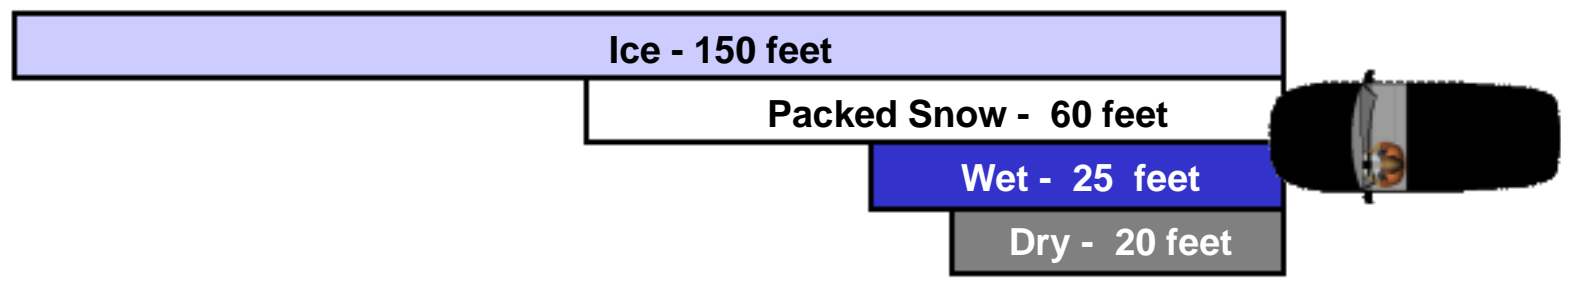 Ice - 150 feet
Packed Snow - 60 feet
Wet - 25 feet
Dry - 20 feet